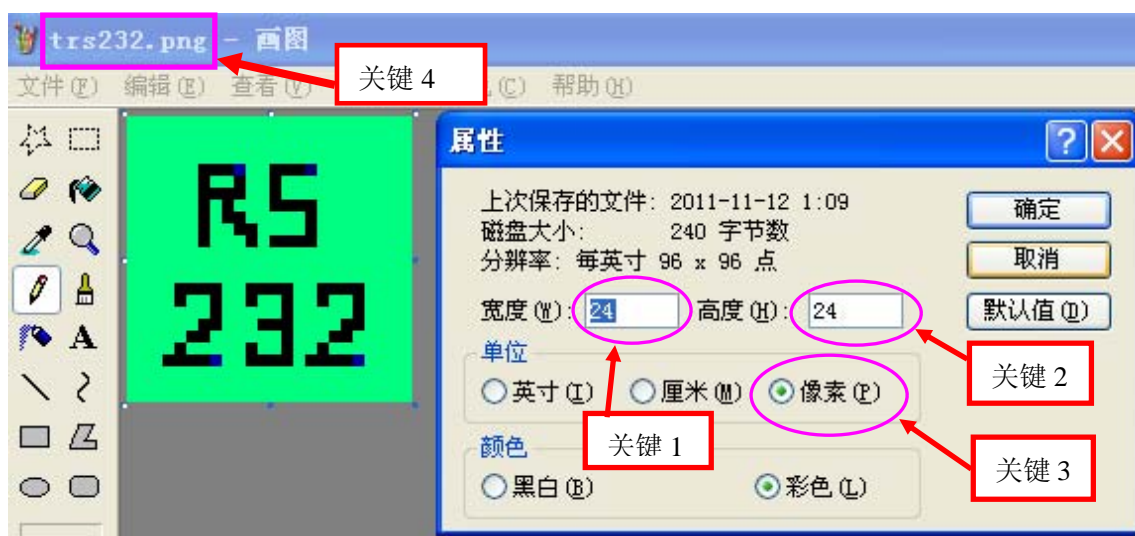 trs232.png - 画图
关键 4
文件(F) 编辑(E) 查看(V) (C) 帮助(H)
RS
232
A
属性
上次保存的文件: 2011-11-12 1:09
磁盘大小: 240 字节数
分辨率: 每英寸 96 x 96 点
宽度(W): 24 高度(H): 24
单位
英寸(I) 厘米(M) 像素(P)
颜色
黑白(B) 彩色(L)
确定
取消
默认值(D)
关键 1
关键 2
关键 3